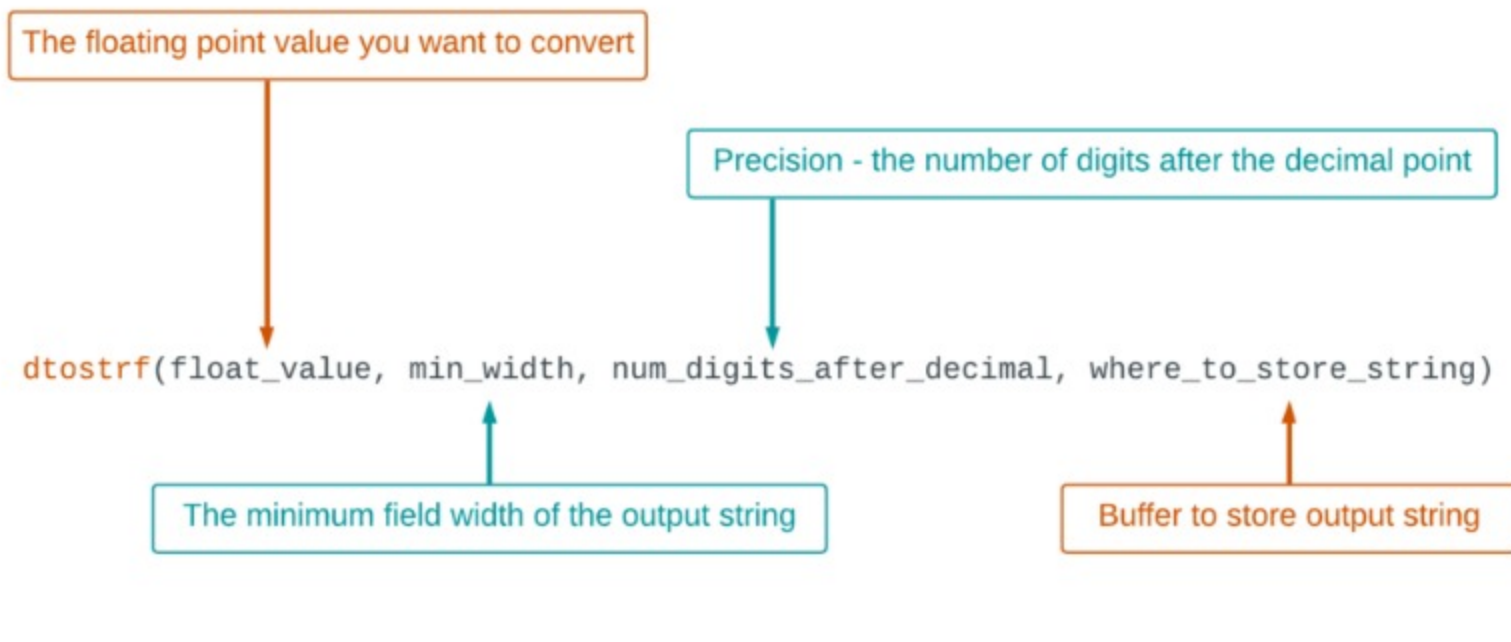 The floating point value you want to convert
Precision - the number of digits after the decimal point
dtostrf(float_value, min_width, num_digits_after_decimal, where_to_store_string)
The minimum field width of the output string
Buffer to store output string